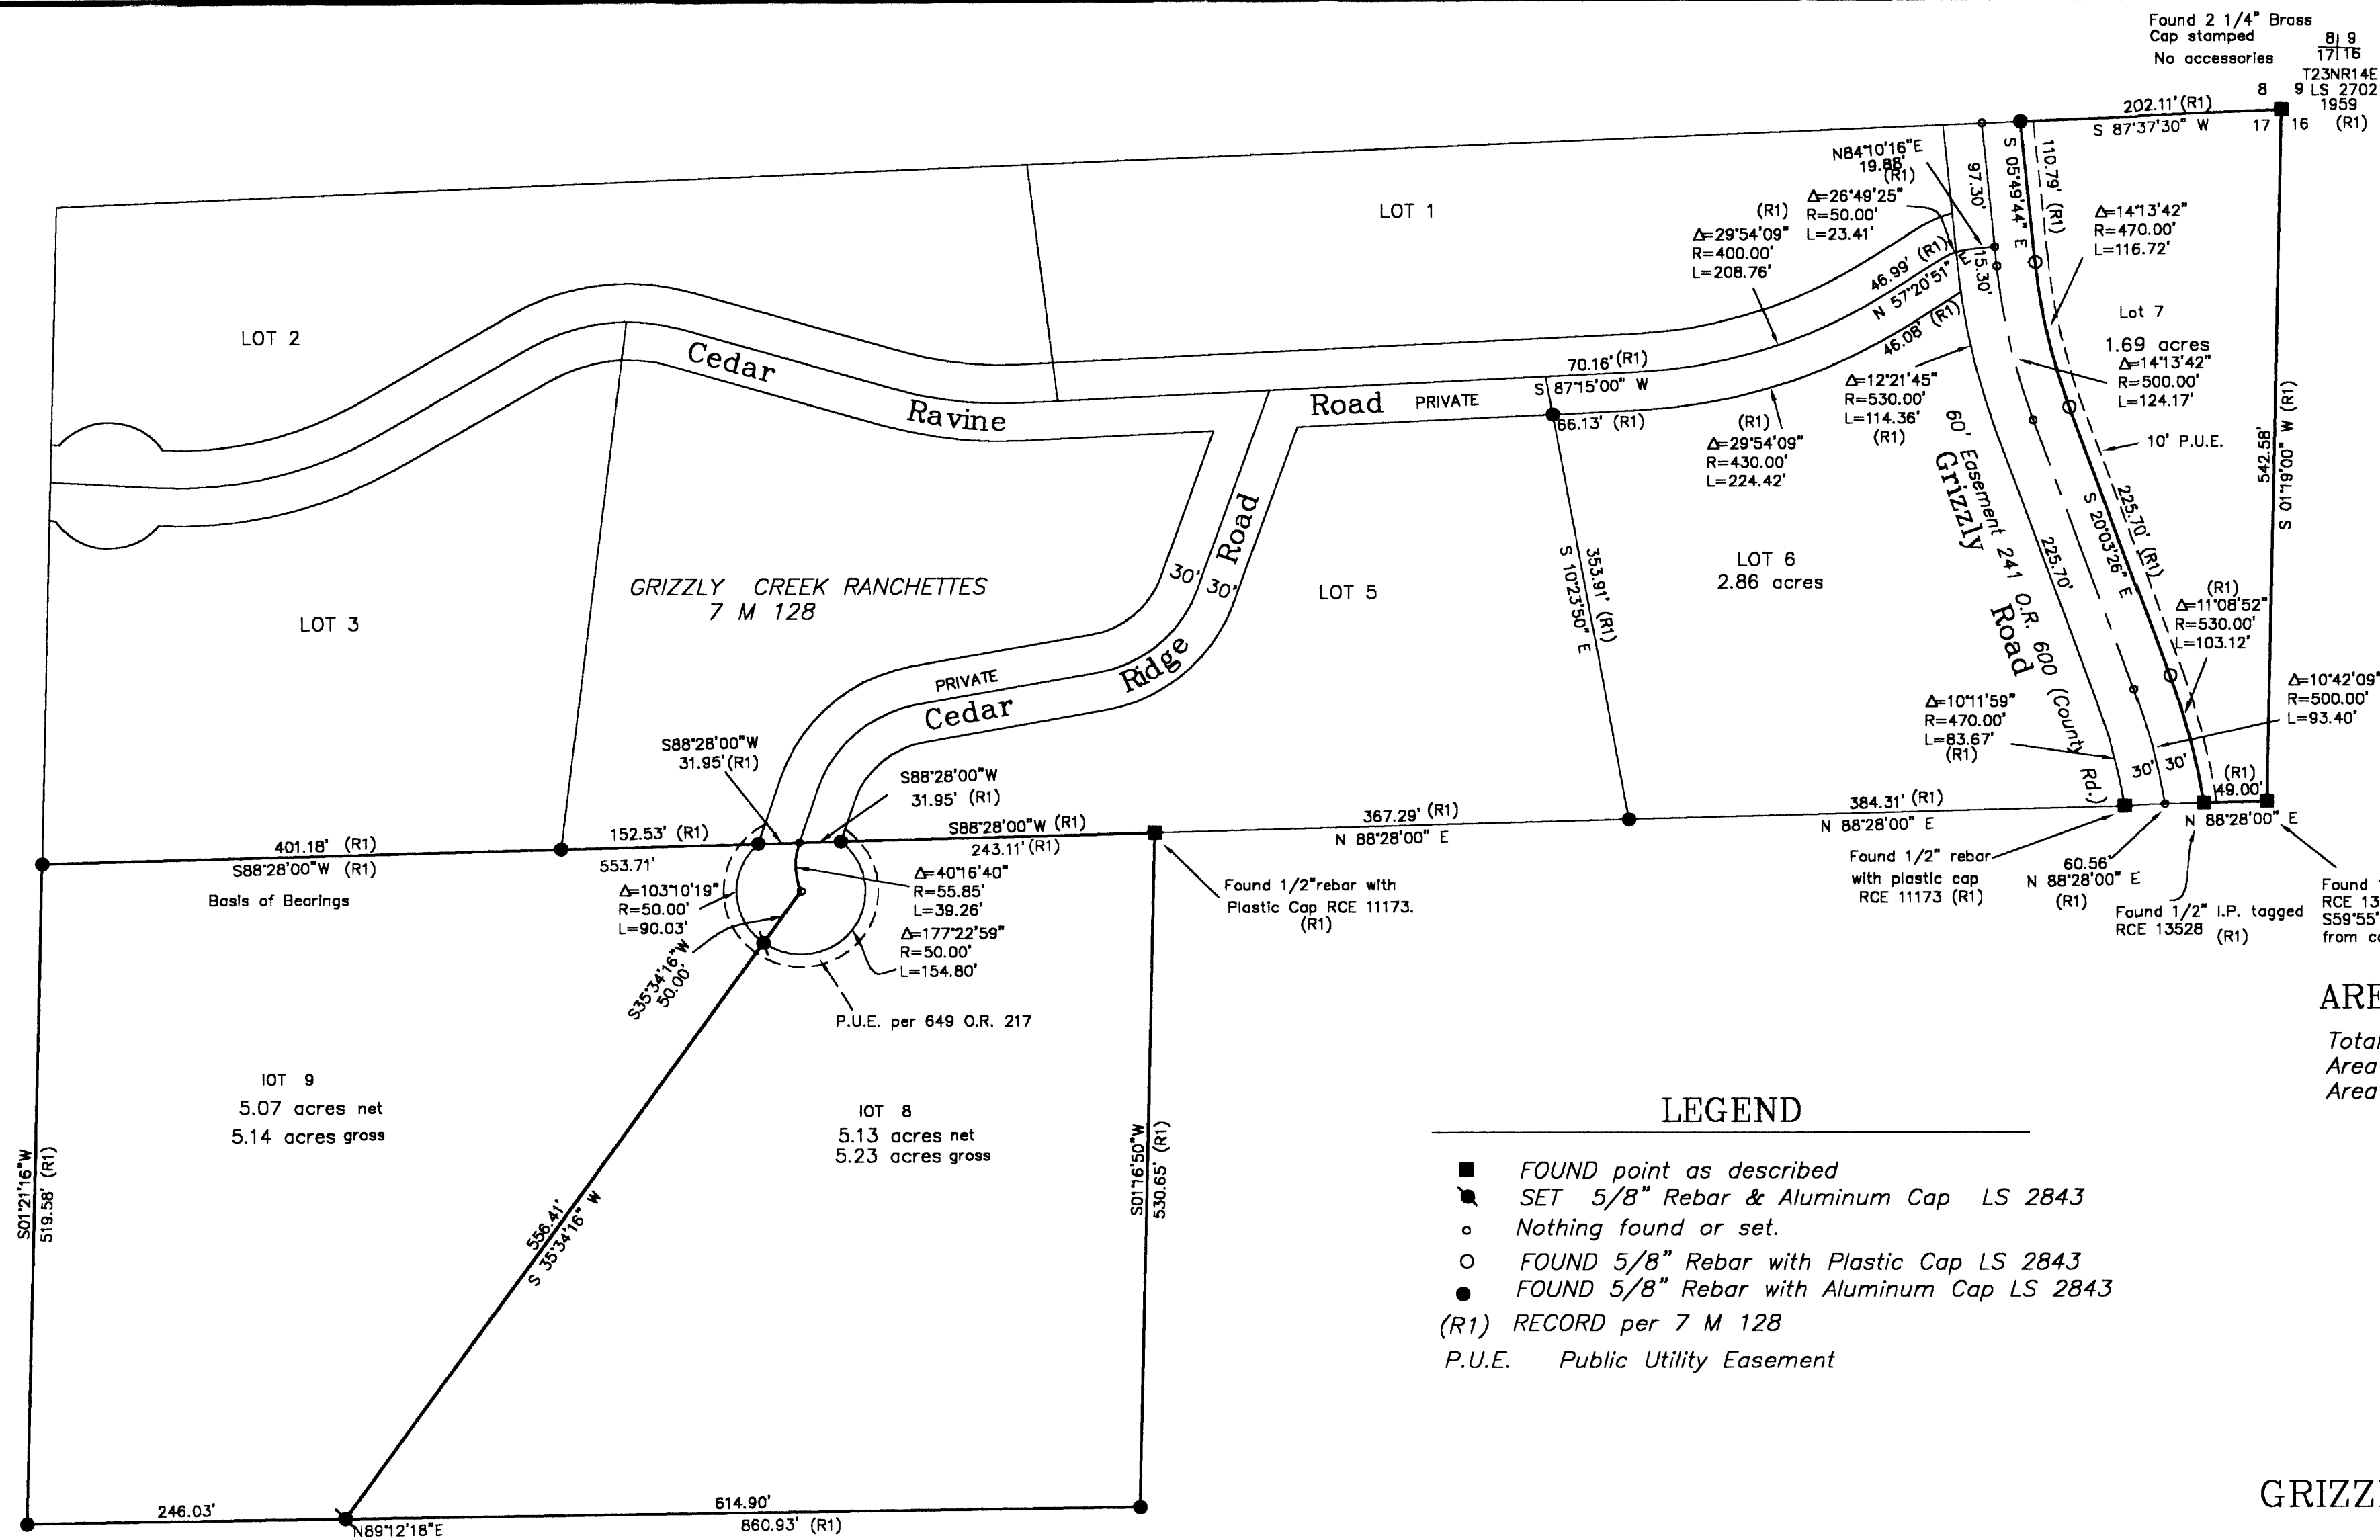 Found 2 1/4" Brass
Cap stamped
No accessories
8 9
17 16
T23NR14E
LS 2702
1959
(R1)
8 9
17 16
202.11'(R1)
S 87°37'30" W
N84°10'16"E
19.88'
(R1)
97.30'
S 05°49'44" E
110.79' (R1)
Δ=14°13'42"
R=470.00'
L=116.72'
LOT 1
(R1)
Δ=26°49'25"
R=50.00'
L=23.41'
Δ=29°54'09"
R=400.00'
L=208.76'
46.99' (R1)
N 57°20'51" E
15.30'
46.08' (R1)
Lot 7
1.69 acres
Δ=14°13'42"
R=500.00'
L=124.17'
LOT 2
Cedar
Ravine
Road PRIVATE
70.16'(R1)
S 87°15'00" W
66.13' (R1)
(R1)
Δ=29°54'09"
R=430.00'
L=224.42'
Δ=12°21'45"
R=530.00'
L=114.36'
(R1)
10' P.U.E.
542.58'
S 01°19'00" W (R1)
60' Easement 241 O.R. 600 (County Rd.)
Grizzly
Road
225.70'
S 20°03'26" E
225.70' (R1)
GRIZZLY CREEK RANCHETTES
7 M 128
LOT 3
30' 30'
Road
Ridge
Cedar
PRIVATE
LOT 5
353.91' (R1)
S 10°23'50" E
LOT 6
2.86 acres
(R1)
Δ=11°08'52"
R=530.00'
L=103.12'
Δ=10°42'09"
R=500.00'
L=93.40'
Δ=10°11'59"
R=470.00'
L=83.67'
(R1)
30' 30'
(R1)
49.00'
N 88°28'00" E
S88°28'00"W
31.95'(R1)
S88°28'00"W
31.95' (R1)
401.18' (R1)
S88°28'00"W (R1)
Basis of Bearings
152.53' (R1)
553.71'
S88°28'00"W (R1)
243.11'(R1)
367.29' (R1)
N 88°28'00" E
384.31' (R1)
N 88°28'00" E
Δ=103°10'19"
R=50.00'
L=90.03'
Δ=40°16'40"
R=55.85'
L=39.26'
Δ=177°22'59"
R=50.00'
L=154.80'
S35°34'16"W
50.00'
P.U.E. per 649 O.R. 217
Found 1/2"rebar with
Plastic Cap RCE 11173.
(R1)
Found 1/2" rebar
with plastic cap
RCE 11173 (R1)
60.56'
N 88°28'00" E
(R1)
Found 1/2" I.P. tagged
RCE 13528 (R1)
Found
RCE 13
S59°55'
from c
ARE
Total
Area
Area
lOT 9
5.07 acres net
5.14 acres gross
lOT 8
5.13 acres net
5.23 acres gross
S01°21'16"W
519.58' (R1)
556.41'
S 35°34'16" W
S01°16'50"W
530.65' (R1)
246.03'
N89°12'18"E
614.90'
860.93' (R1)
LEGEND
FOUND point as described
SET 5/8" Rebar & Aluminum Cap LS 2843
Nothing found or set.
FOUND 5/8" Rebar with Plastic Cap LS 2843
FOUND 5/8" Rebar with Aluminum Cap LS 2843
(R1) RECORD per 7 M 128
P.U.E. Public Utility Easement
GRIZZ